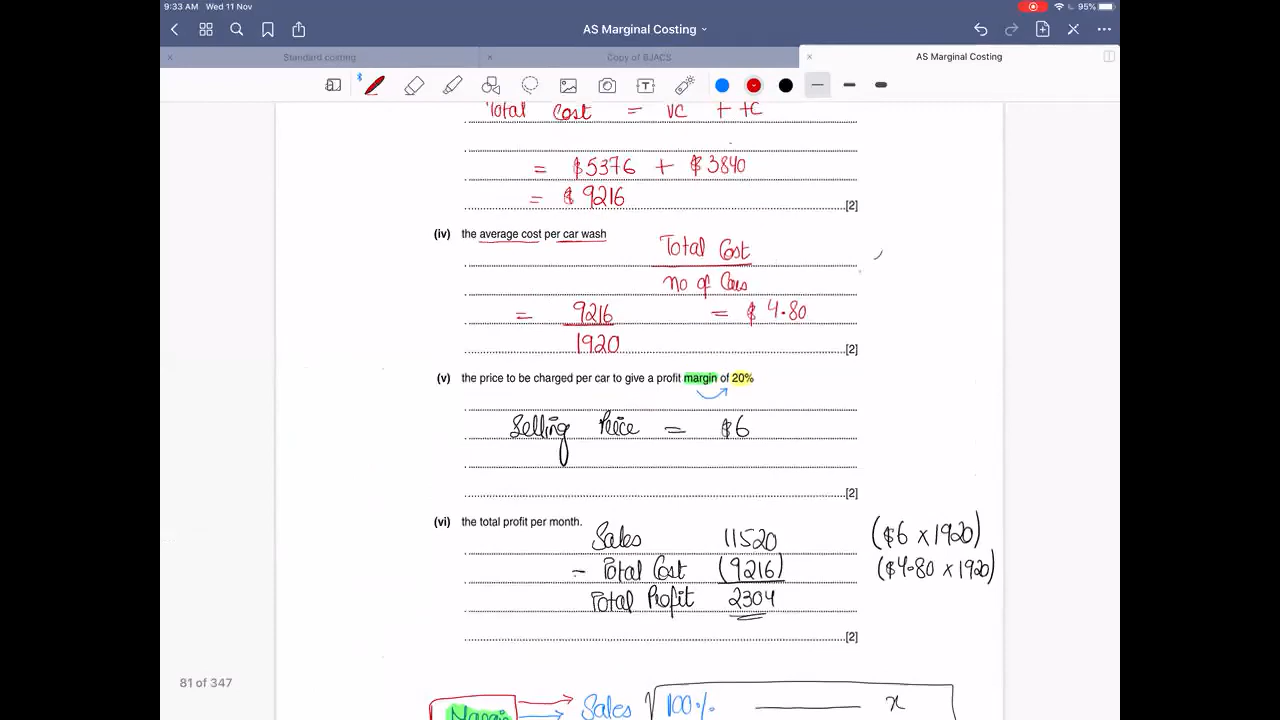 9:33 AM Wed 11 Nov
95%
AS Marginal Costing
Standard costing
Copy of BJACS
AS Marginal Costing
Total Cost = VC + FC
= $5376 + $3840
= $9216
[2]
(iv) the average cost per car wash
Total Cost
no of Cars
= 9216 = $4.80
1920
[2]
(v) the price to be charged per car to give a profit margin of 20%
Selling Price = $6
[2]
(vi) the total profit per month.
Sales 11520 ($6 x 1920)
- Total Cost (9216) ($4.80 x 1920)
Total Profit 2304
[2]
81 of 347
Margin Sales 100% x